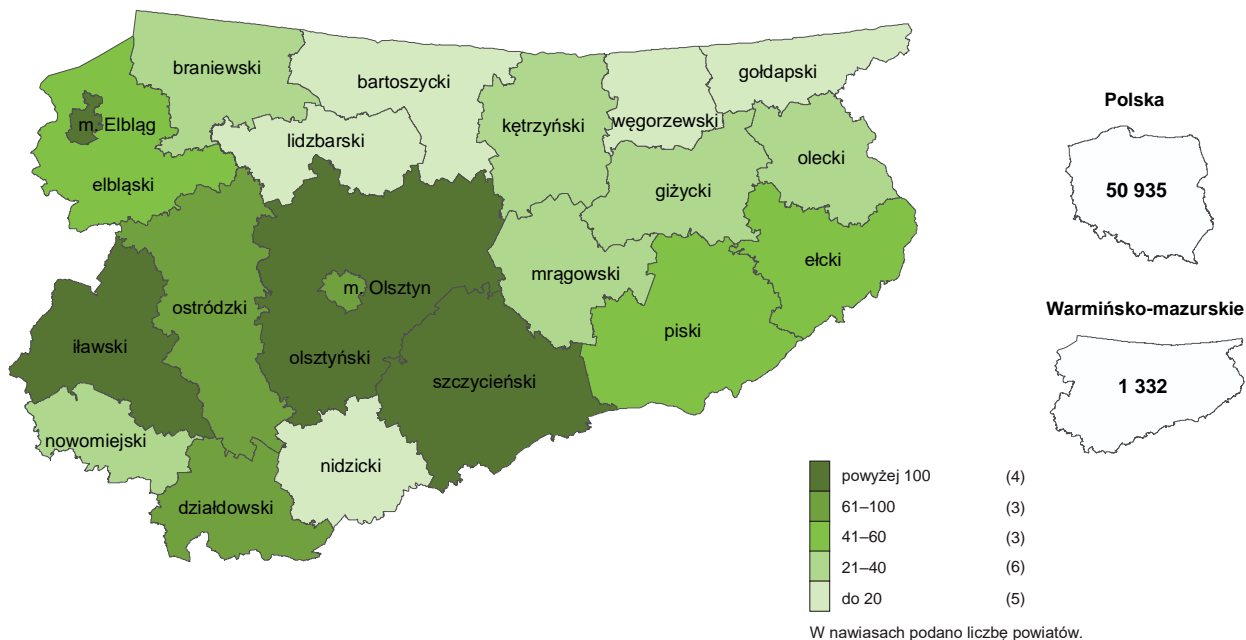 braniewski
bartoszycki
gołdapski
m. Elbląg
kętrzyński
węgorzewski
lidzbarski
olecki
elbląski
giżycki
ełcki
mrągowski
m. Olsztyn
ostródzki
piski
iławski
olsztyński
szczycieński
nowomiejski
nidzicki
działdowski
Polska
50 935
Warmińsko-mazurskie
1 332
powyżej 100 (4)
61–100 (3)
41–60 (3)
21–40 (6)
do 20 (5)
W nawiasach podano liczbę powiatów.